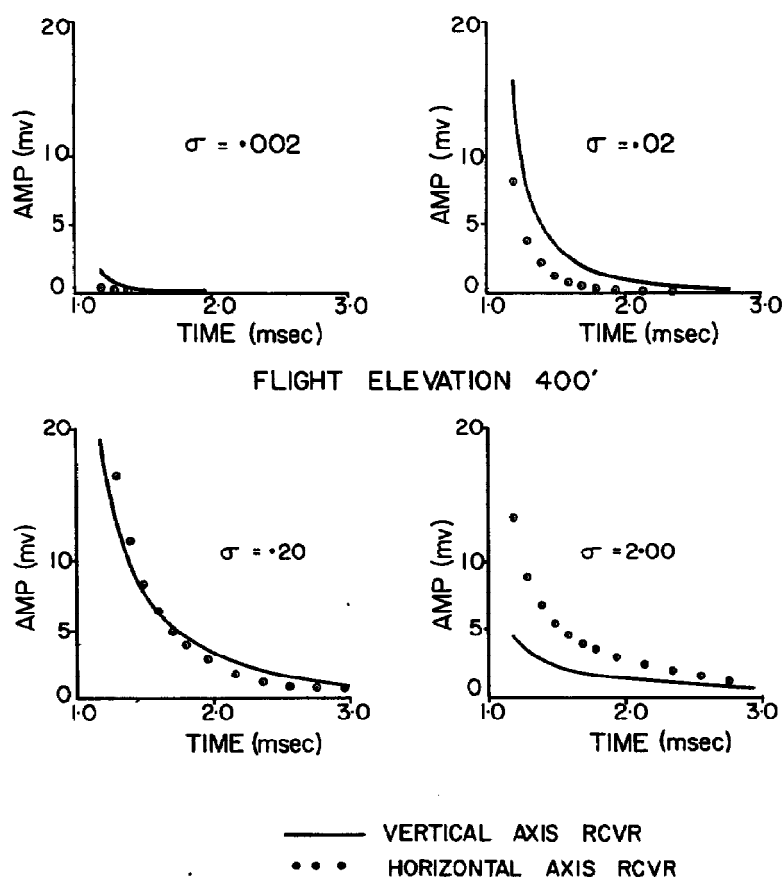 20
10
5
0
AMP (mv)
σ = .002
1.0
2.0
3.0
TIME (msec)
20
10
5
0
AMP (mv)
σ = .02
1.0
2.0
3.0
TIME (msec)
FLIGHT ELEVATION 400'
20
10
5
0
AMP (mv)
σ = .20
1.0
2.0
3.0
TIME (msec)
20
10
5
0
AMP (mv)
σ = 2.00
1.0
2.0
3.0
TIME (msec)
VERTICAL AXIS RCVR
HORIZONTAL AXIS RCVR